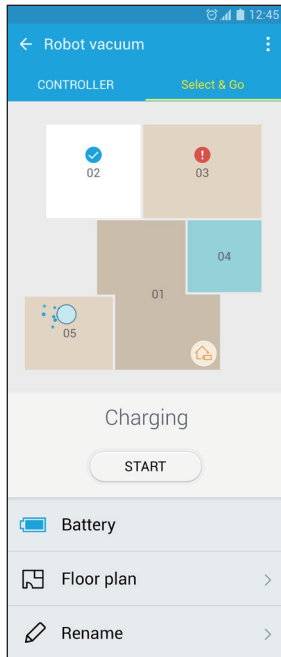 12:45
Robot vacuum
CONTROLLER Select & Go
02
03
04
01
05
Charging
START
Battery
Floor plan
Rename